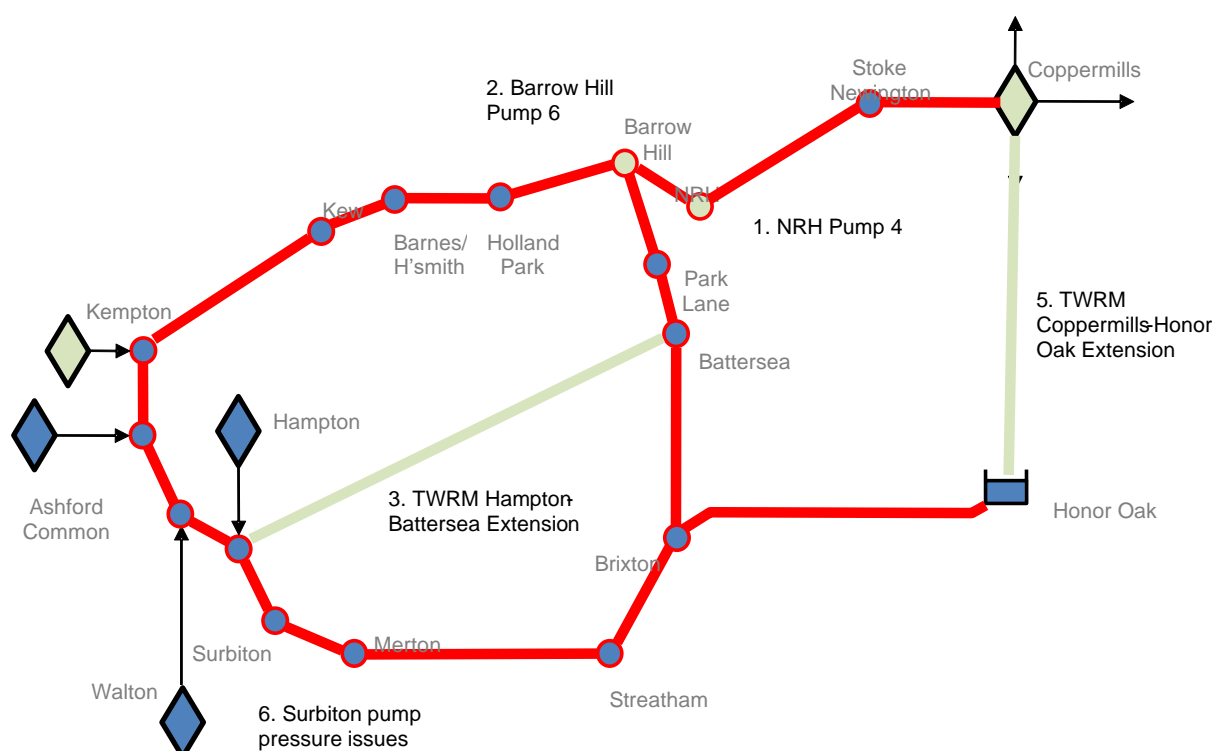 Stoke
Newington
Coppermills
2. Barrow Hill
Pump 6
Barrow
Hill
NRH
Kew
1. NRH Pump 4
Barnes/
H'smith
Holland
Park
Park
Lane
Kempton
5. TWRM
Coppermills-Honor
Oak Extension
Battersea
Hampton
3. TWRM Hampton-
Battersea Extension
Ashford
Common
Honor Oak
Brixton
Surbiton
Merton
Walton
Streatham
6. Surbiton pump
pressure issues